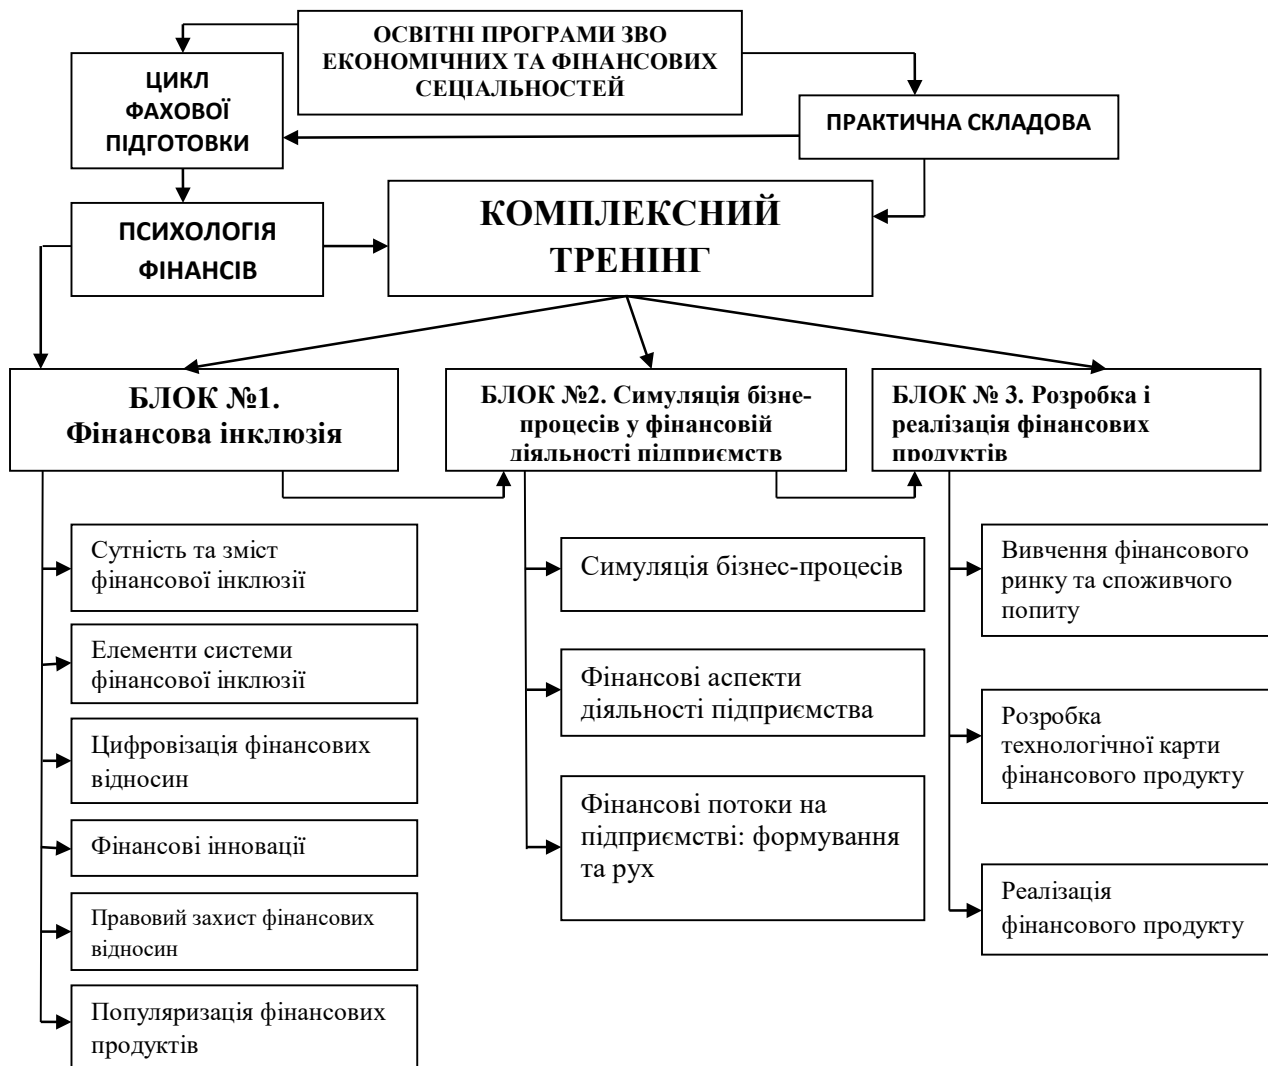 ОСВІТНІ ПРОГРАМИ ЗВО
ЕКОНОМІЧНИХ ТА ФІНАНСОВИХ
СЕЦІАЛЬНОСТЕЙ
ЦИКЛ
ФАХОВОЇ
ПІДГОТОВКИ
ПРАКТИЧНА СКЛАДОВА
ПСИХОЛОГІЯ
ФІНАНСІВ
КОМПЛЕКСНИЙ
ТРЕНІНГ
БЛОК №1.
Фінансова інклюзія
БЛОК №2. Симуляція бізне-
процесів у фінансовій
діяльності підприємств
БЛОК № 3. Розробка і
реалізація фінансових
продуктів
Сутність та зміст
фінансової інклюзії
Елементи системи
фінансової інклюзії
Цифровізація фінансових
відносин
Фінансові інновації
Правовий захист фінансових
відносин
Популяризація фінансових
продуктів
Симуляція бізнес-процесів
Фінансові аспекти
діяльності підприємства
Фінансові потоки на
підприємстві: формування
та рух
Вивчення фінансового
ринку та споживчого
попиту
Розробка
технологічної карти
фінансового продукту
Реалізація
фінансового продукту